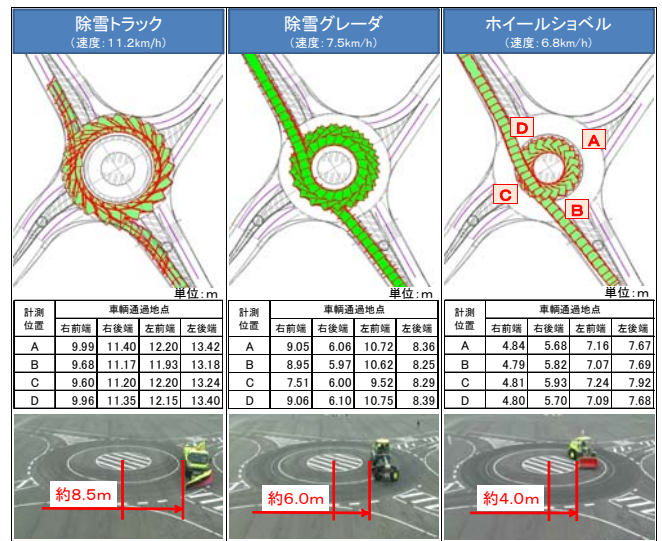 除雪トラック
(速度：11.2km/h)
除雪グレーダ
(速度：7.5km/h)
ホイールショベル
(速度：6.8km/h)
D
A
C
B
単位：m
単位：m
単位：m
計測位置 車輌通過地点
右前端 右後端 左前端 左後端
A 9.99 11.40 12.20 13.42
B 9.68 11.17 11.93 13.18
C 9.60 11.20 12.20 13.24
D 9.96 11.35 12.15 13.40
計測位置 車輌通過地点
右前端 右後端 左前端 左後端
A 9.05 6.06 10.72 8.36
B 8.95 5.97 10.62 8.25
C 7.51 6.00 9.52 8.29
D 9.06 6.10 10.75 8.39
計測位置 車輌通過地点
右前端 右後端 左前端 左後端
A 4.84 5.68 7.16 7.67
B 4.79 5.82 7.07 7.69
C 4.81 5.93 7.24 7.92
D 4.80 5.70 7.09 7.68
約8.5m
約6.0m
約4.0m